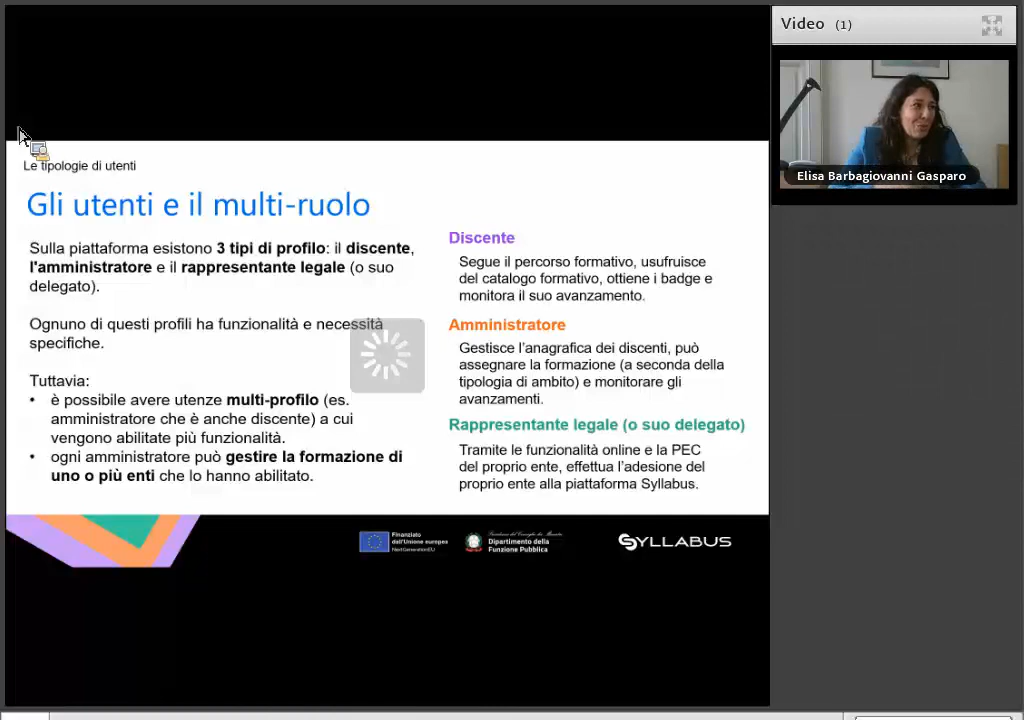 Video (1)
Elisa Barbagiovanni Gasparo
Le tipologie di utenti
Gli utenti e il multi-ruolo
Sulla piattaforma esistono 3 tipi di profilo: il discente,
l'amministratore e il rappresentante legale (o suo
delegato).
Ognuno di questi profili ha funzionalità e necessità
specifiche.
Tuttavia:
• è possibile avere utenze multi-profilo (es.
amministratore che è anche discente) a cui
vengono abilitate più funzionalità.
• ogni amministratore può gestire la formazione di
uno o più enti che lo hanno abilitato.
Discente
Segue il percorso formativo, usufruisce
del catalogo formativo, ottiene i badge e
monitora il suo avanzamento.
Amministratore
Gestisce l'anagrafica dei discenti, può
assegnare la formazione (a seconda della
tipologia di ambito) e monitorare gli
avanzamenti.
Rappresentante legale (o suo delegato)
Tramite le funzionalità online e la PEC
del proprio ente, effettua l'adesione del
proprio ente alla piattaforma Syllabus.
Finanziato
dall'Unione europea
NextGenerationEU
Dipartimento della
Funzione Pubblica
SYLLABUS